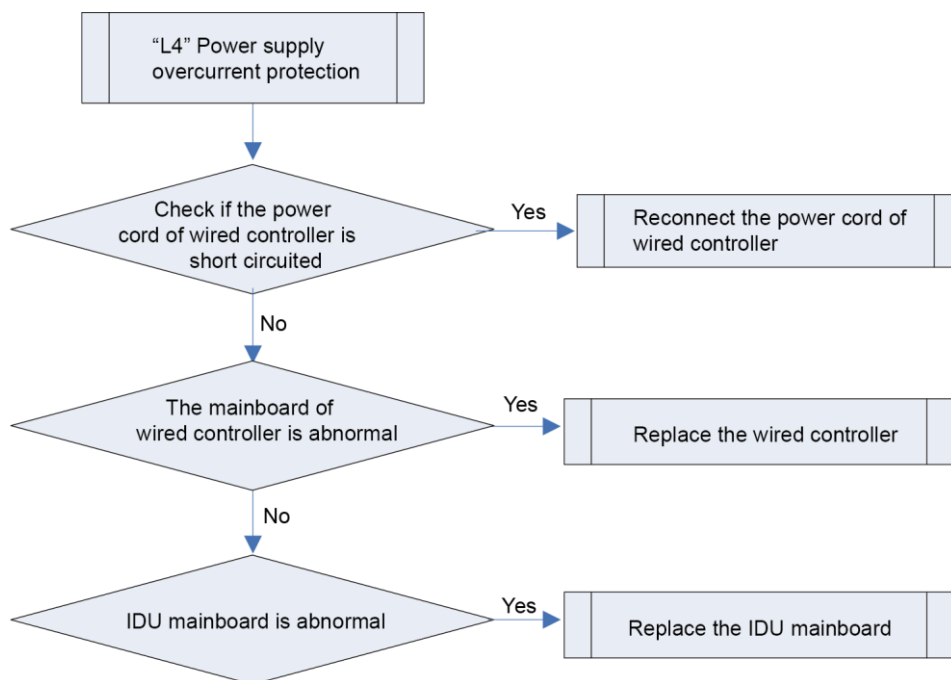 “L4” Power supply
overcurrent protection
Check if the power
cord of wired controller is
short circuited
Yes
Reconnect the power cord of
wired controller
No
The mainboard of
wired controller is abnormal
Yes
Replace the wired controller
No
IDU mainboard is abnormal
Yes
Replace the IDU mainboard